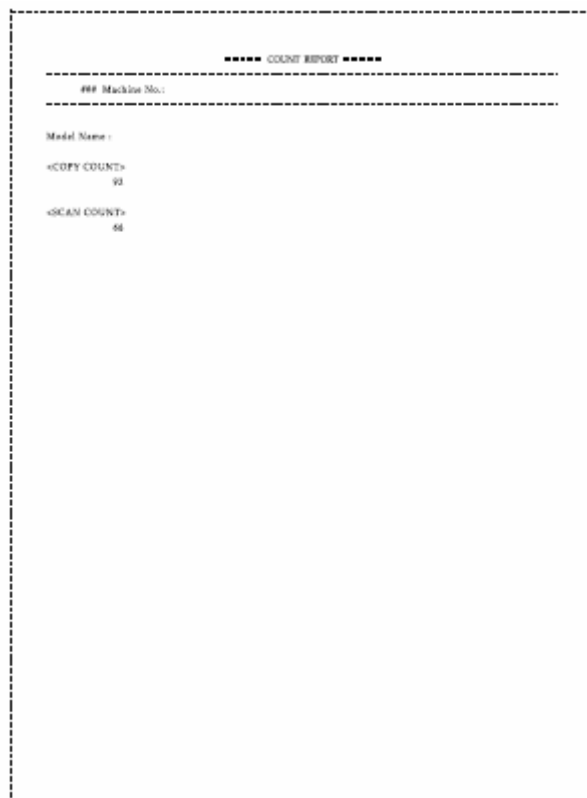 COUNT REPORT
### Machine No.:
Model Name :
<COPY COUNT>
93
<SCAN COUNT>
66